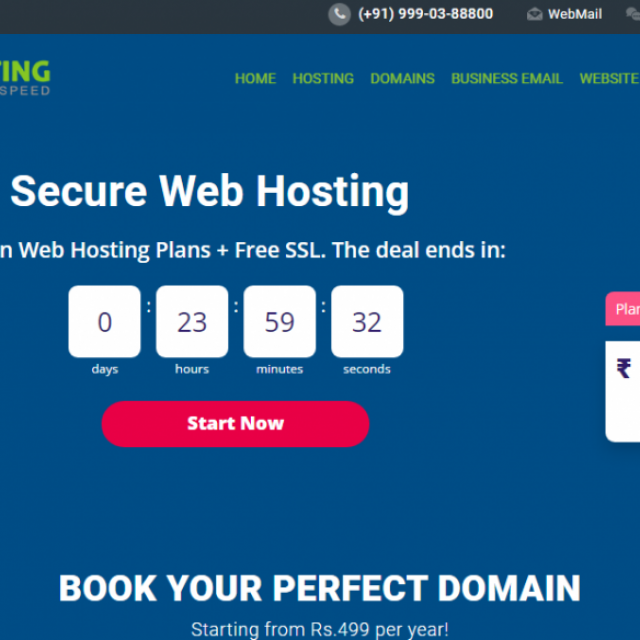 (+91) 999-03-88800 WebMail
TING
SPEED
HOME HOSTING DOMAINS BUSINESS EMAIL WEBSITE
Secure Web Hosting
n Web Hosting Plans + Free SSL. The deal ends in:
0 : 23 : 59 : 32
days hours minutes seconds
Plan
₹
Start Now
BOOK YOUR PERFECT DOMAIN
Starting from Rs.499 per year!